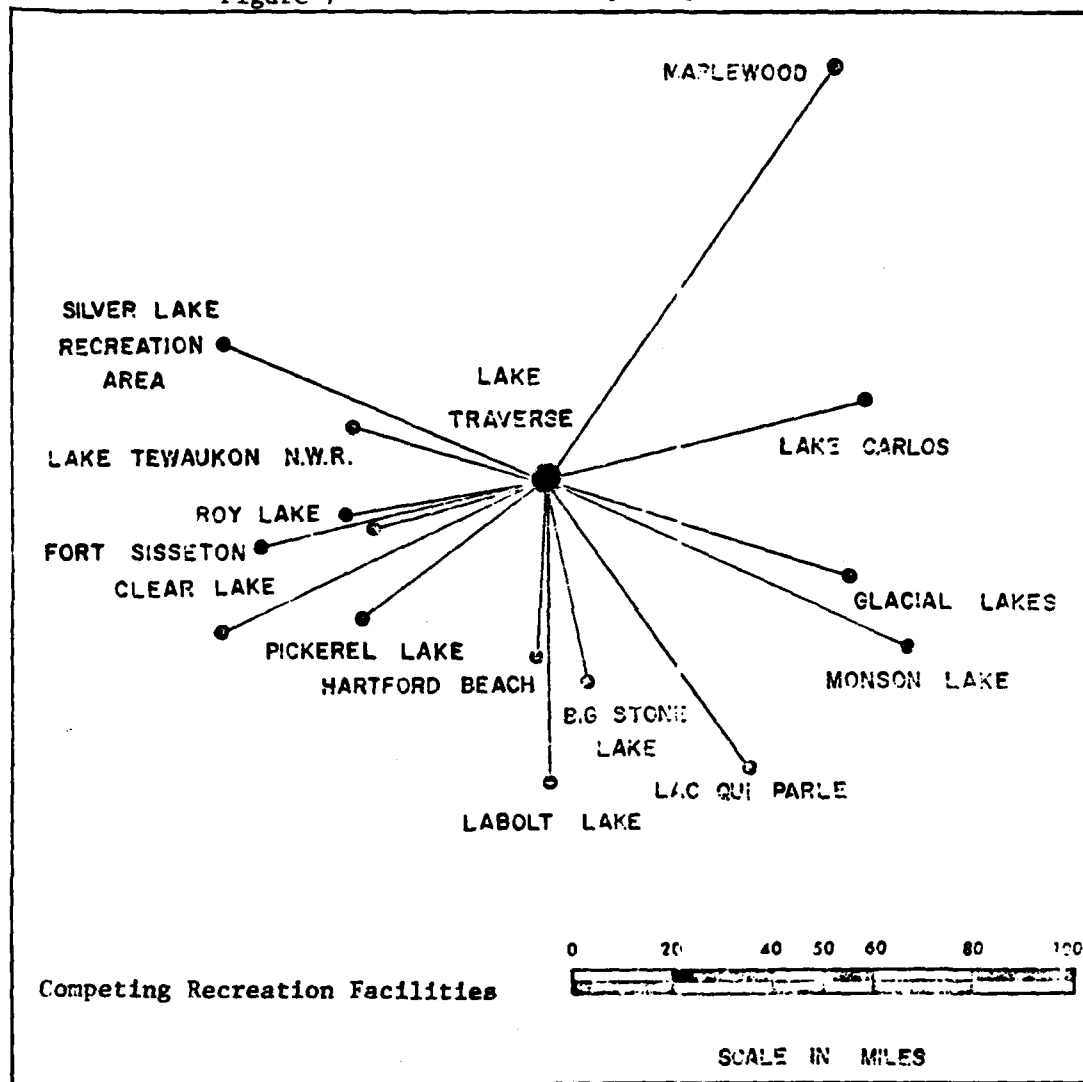 Figure 7
MAPLEWOOD
SILVER LAKE
RECREATION
AREA
LAKE
TRAVERSE
LAKE TEWAUKON N.W.R.
LAKE CARLOS
ROY LAKE
FORT SISSETON
CLEAR LAKE
GLACIAL LAKES
PICKEREL LAKE
HARTFORD BEACH
MONSON LAKE
BIG STONE
LAKE
LAC QUI PARLE
LABOLT LAKE
0 20 40 50 60 80 100
Competing Recreation Facilities
SCALE IN MILES